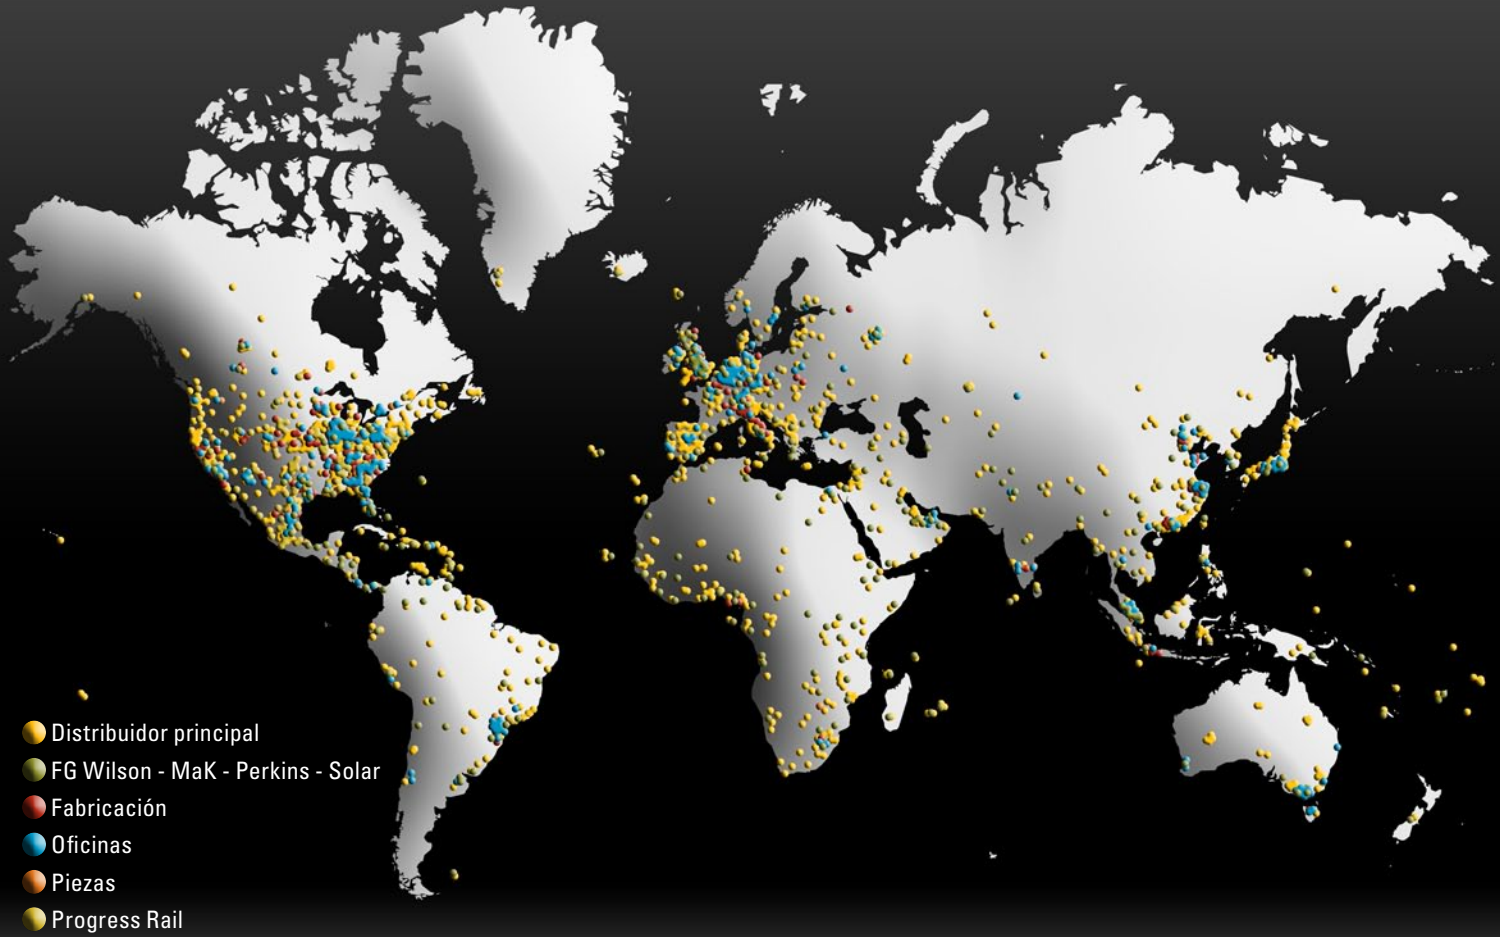 Distribuidor principal
FG Wilson - MaK - Perkins - Solar
Fabricación
Oficinas
Piezas
Progress Rail